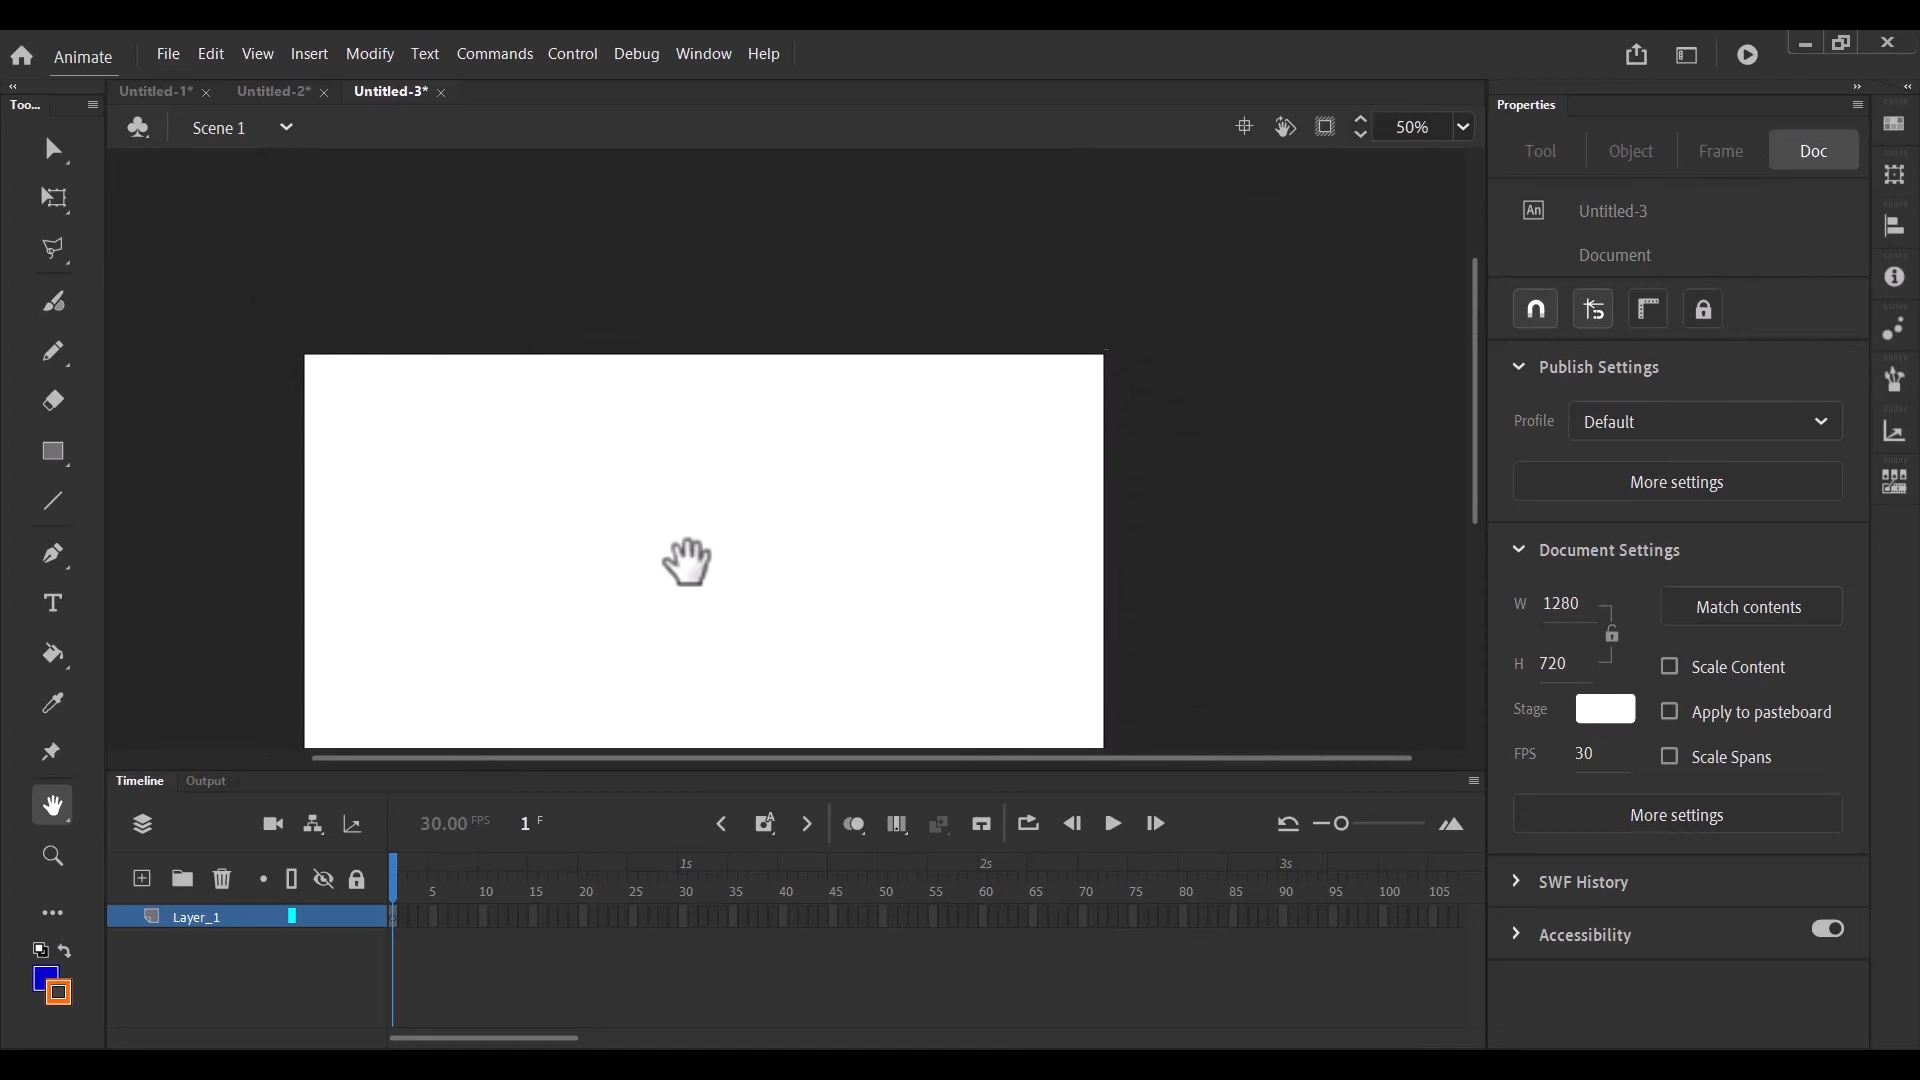 Animate File Edit View Insert Modify Text Commands Control Debug Window Help
Untitled-1* Untitled-2* Untitled-3*
Too...
Scene 1
50%
Properties
Tool Object Frame Doc
An Untitled-3
Document
Publish Settings
Profile Default
More settings
Document Settings
W 1280 Match contents
H 720 Scale Content
Stage Apply to pasteboard
FPS 30 Scale Spans
More settings
SWF History
Accessibility
Timeline Output
30.00 FPS 1 F
1s 2s 3s
5 10 15 20 25 30 35 40 45 50 55 60 65 70 75 80 85 90 95 100 105
Layer_1